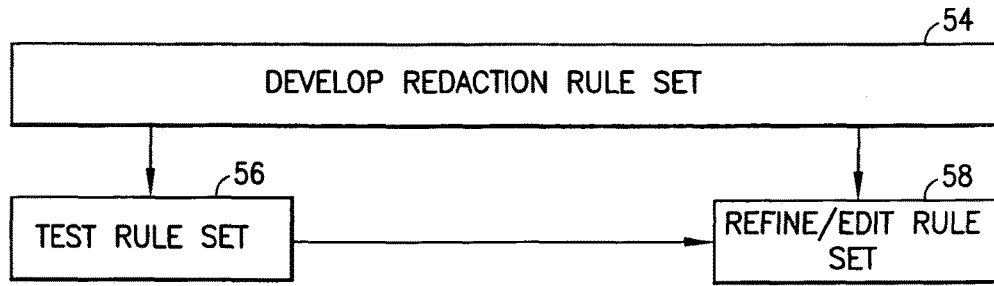 54
DEVELOP REDACTION RULE SET
56
TEST RULE SET
58
REFINE/EDIT RULE
SET